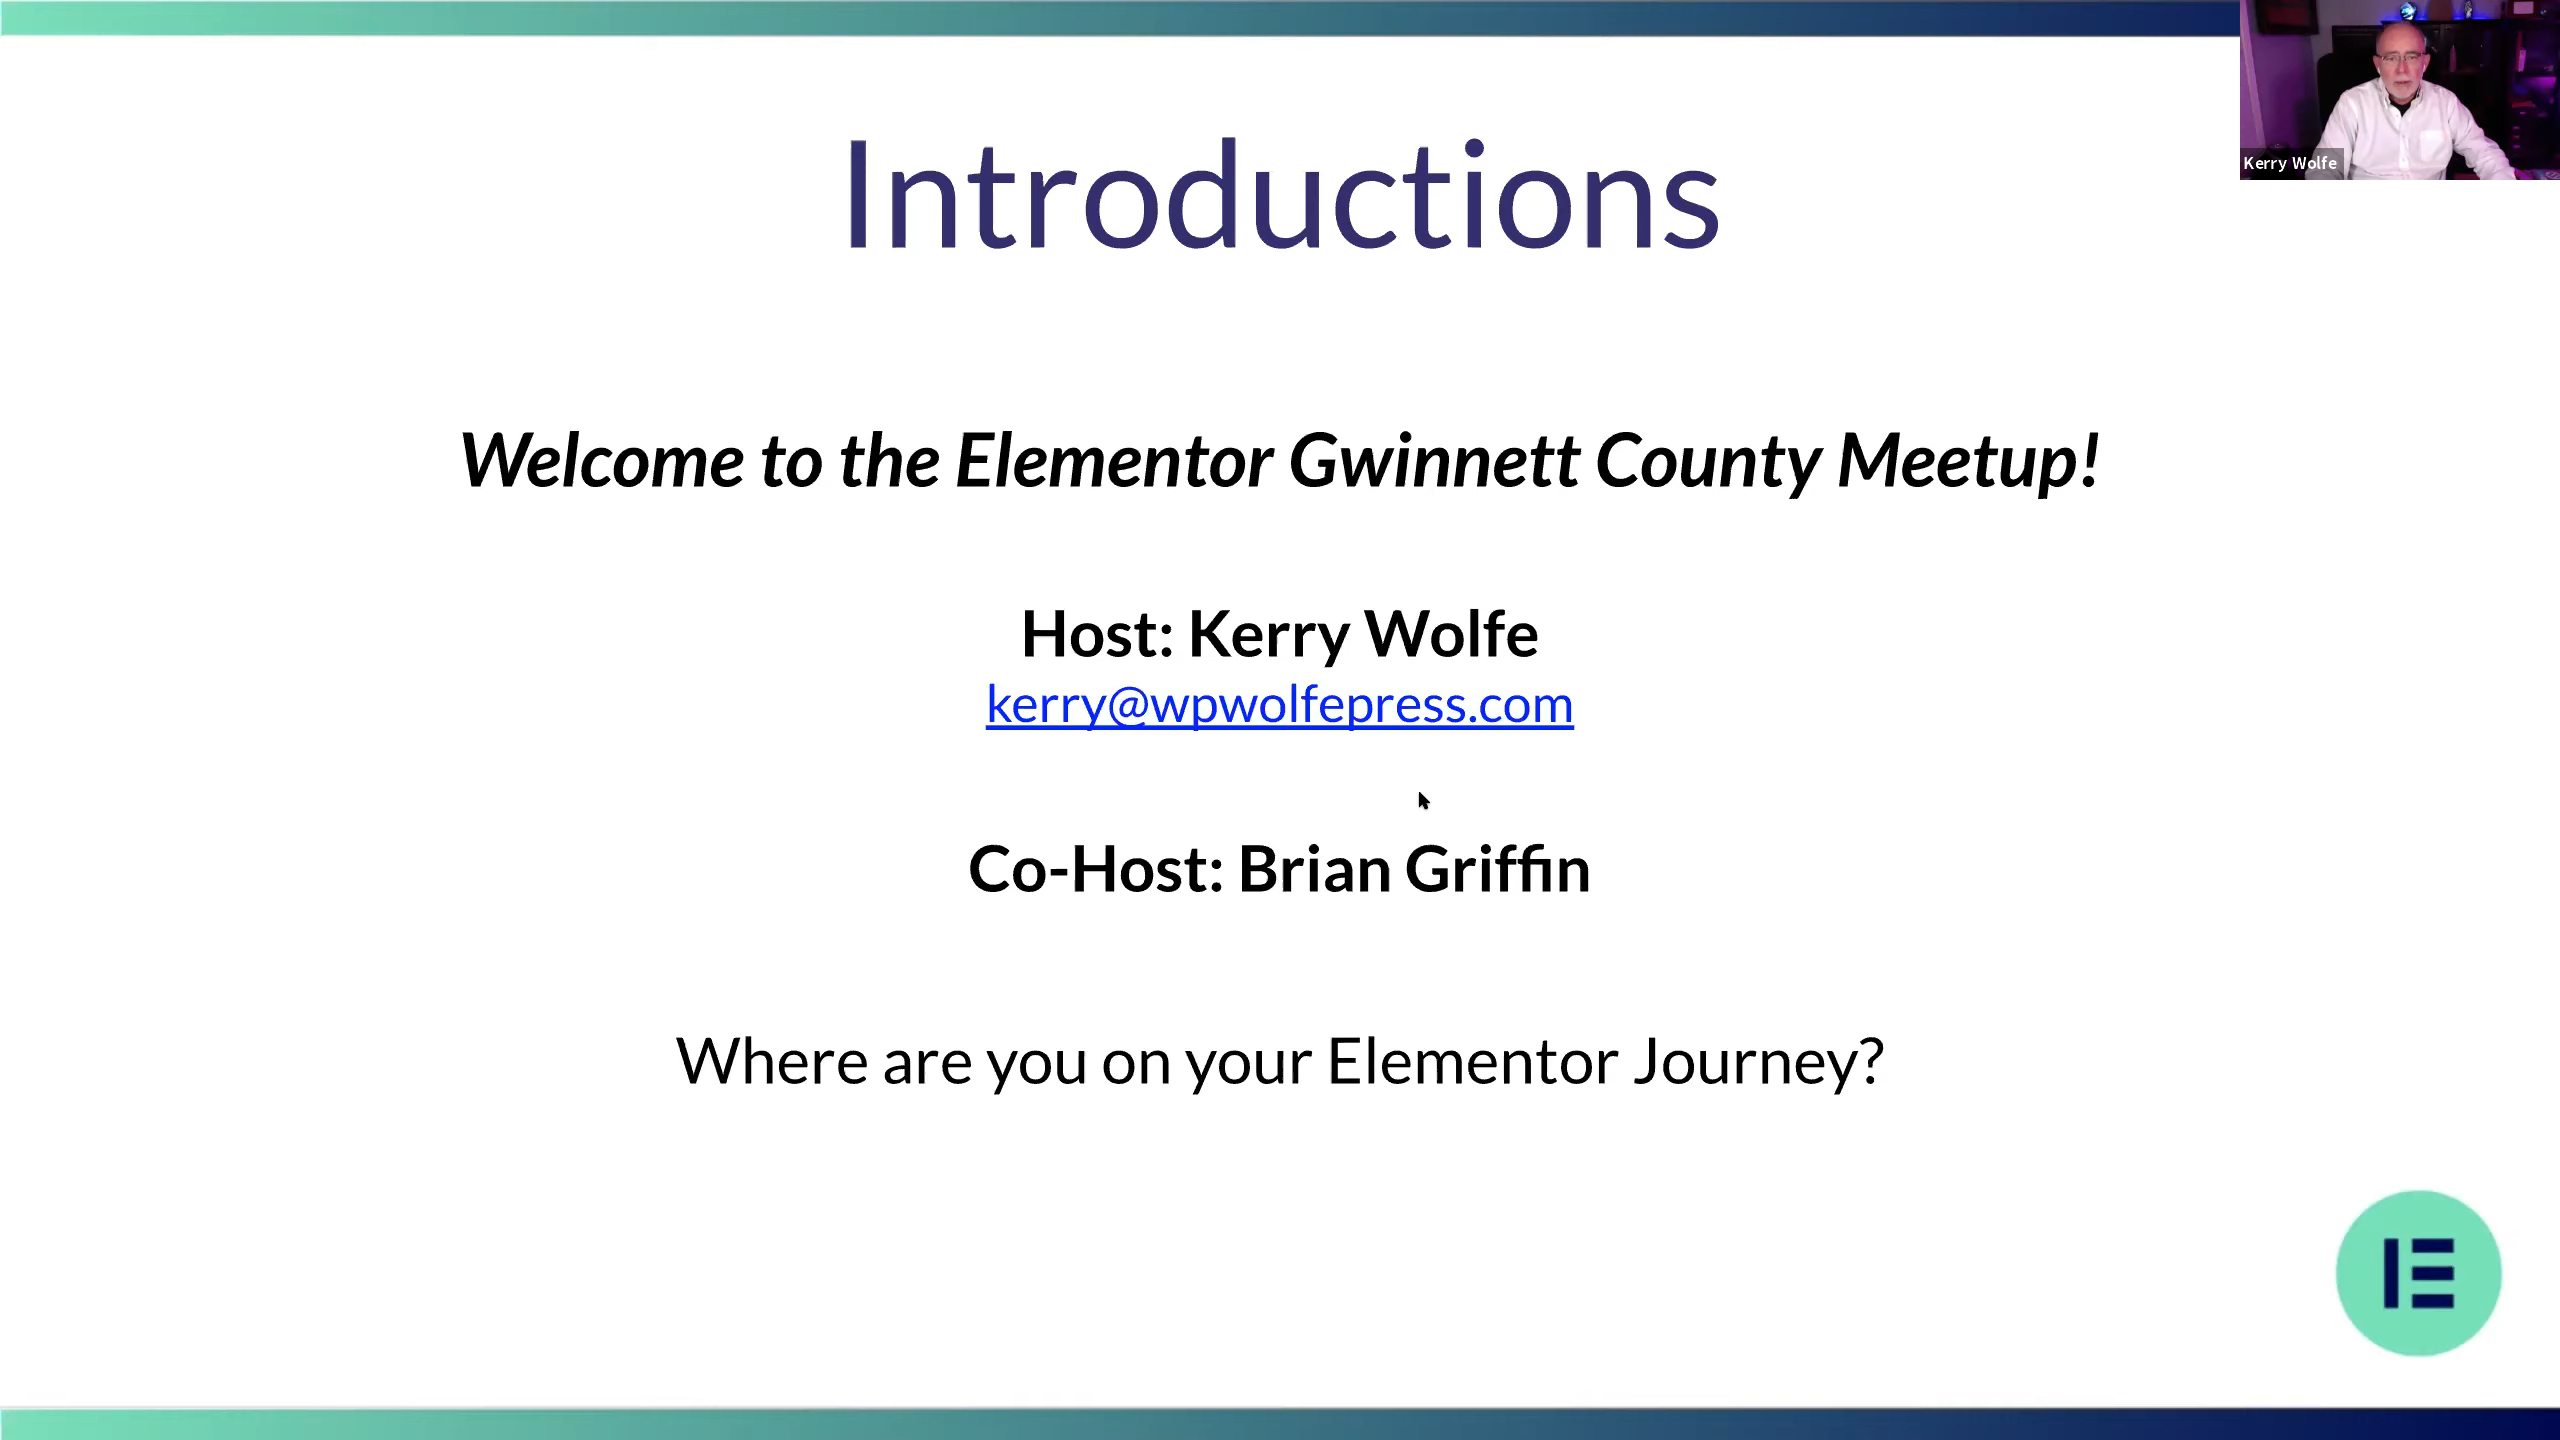 Introductions
Kerry Wolfe
Welcome to the Elementor Gwinnett County Meetup!
Host: Kerry Wolfe
kerry@wpwolfepress.com
Co-Host: Brian Griffin
Where are you on your Elementor Journey?